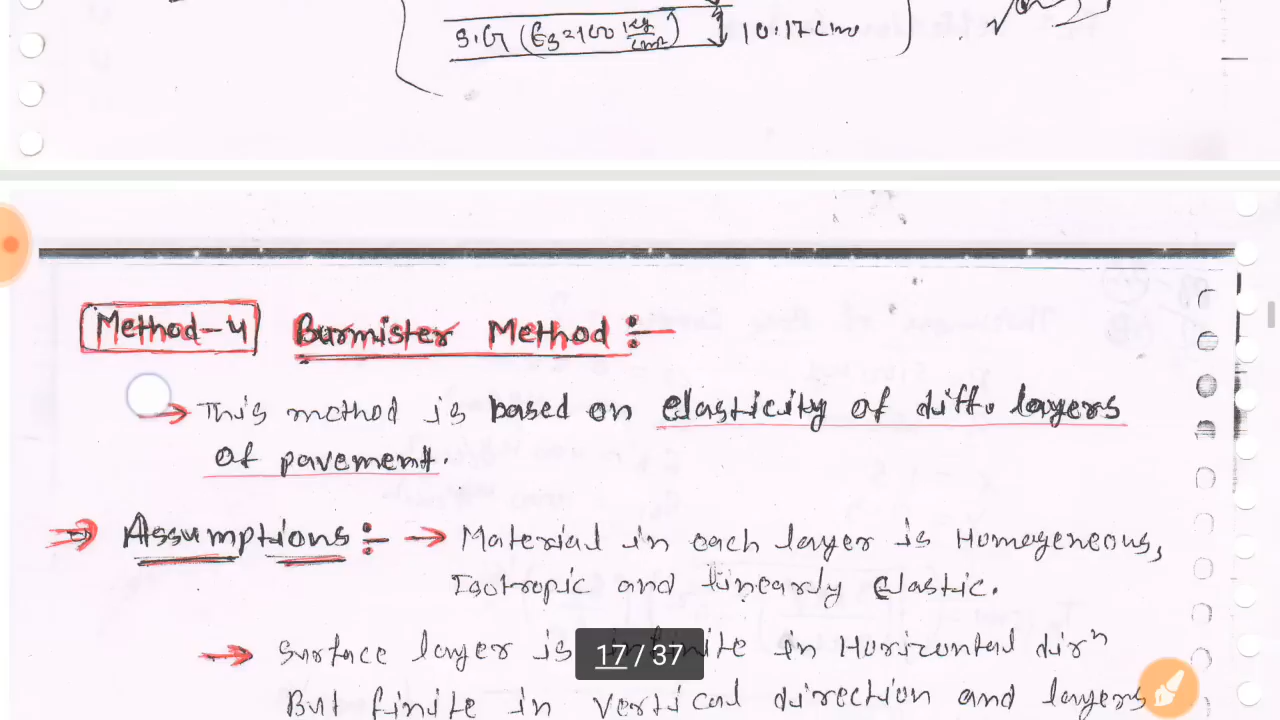 S.G (Es=100 kg/cm²) 10.17cm
Method-4 Burmister Method :-
→ This method is based on elasticity of diff. layers
of pavement.
⇒ Assumptions :- → Material in each layer is Homogeneous,
Isotropic and linearly elastic.
→ Surface layer is infinite in Horizontal dirⁿ
17 / 37
But finite in vertical direction and layers